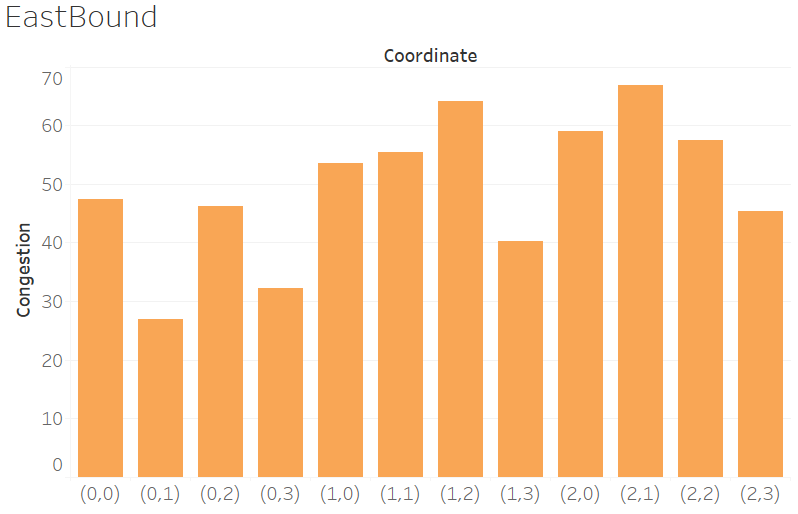 EastBound
Coordinate
Congestion
70
60
50
40
30
20
10
0
(0,0) (0,1) (0,2) (0,3) (1,0) (1,1) (1,2) (1,3) (2,0) (2,1) (2,2) (2,3)